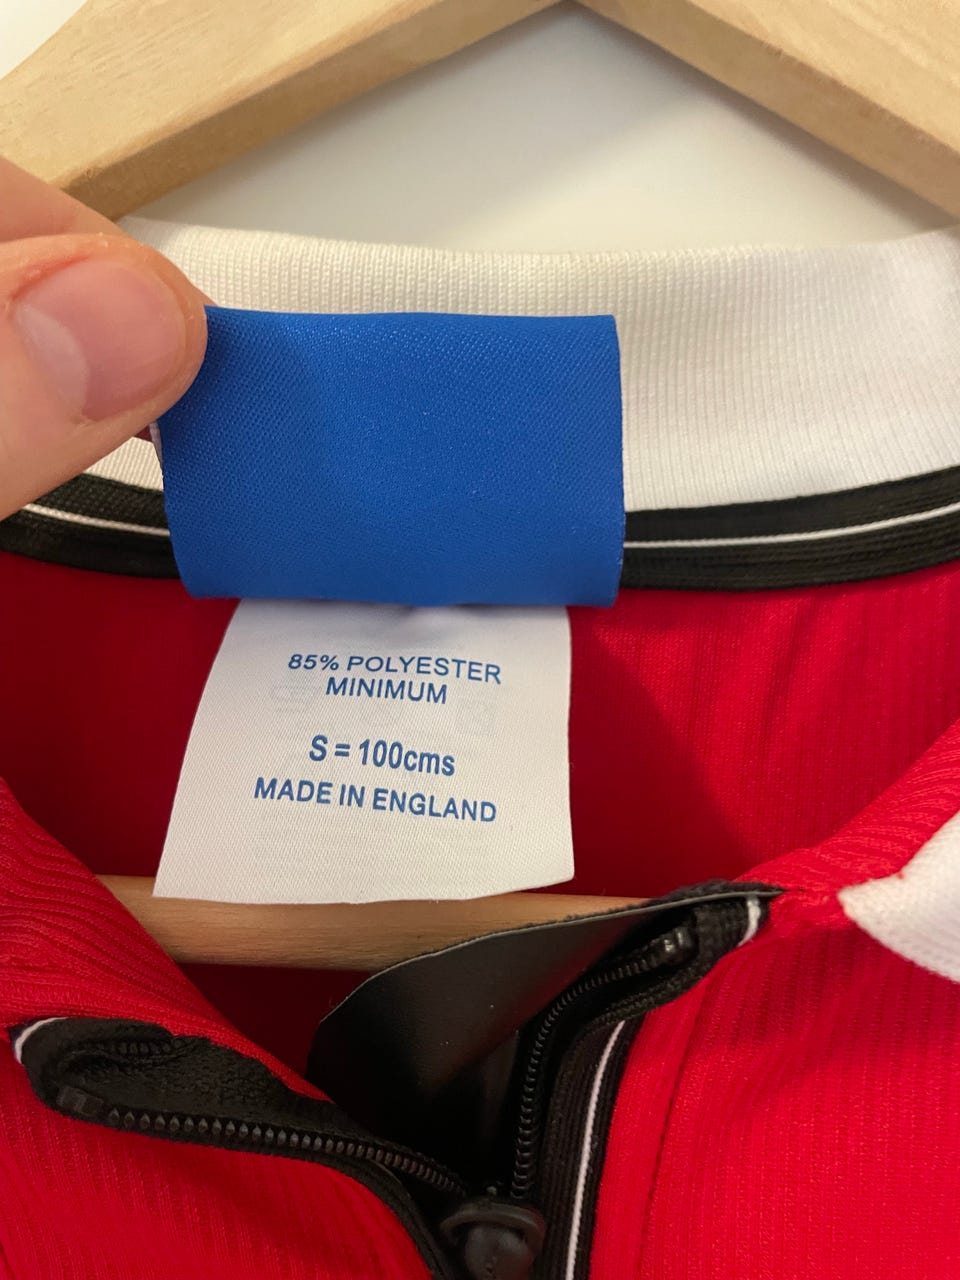 85% POLYESTER
MINIMUM
S = 100cms
MADE IN ENGLAND